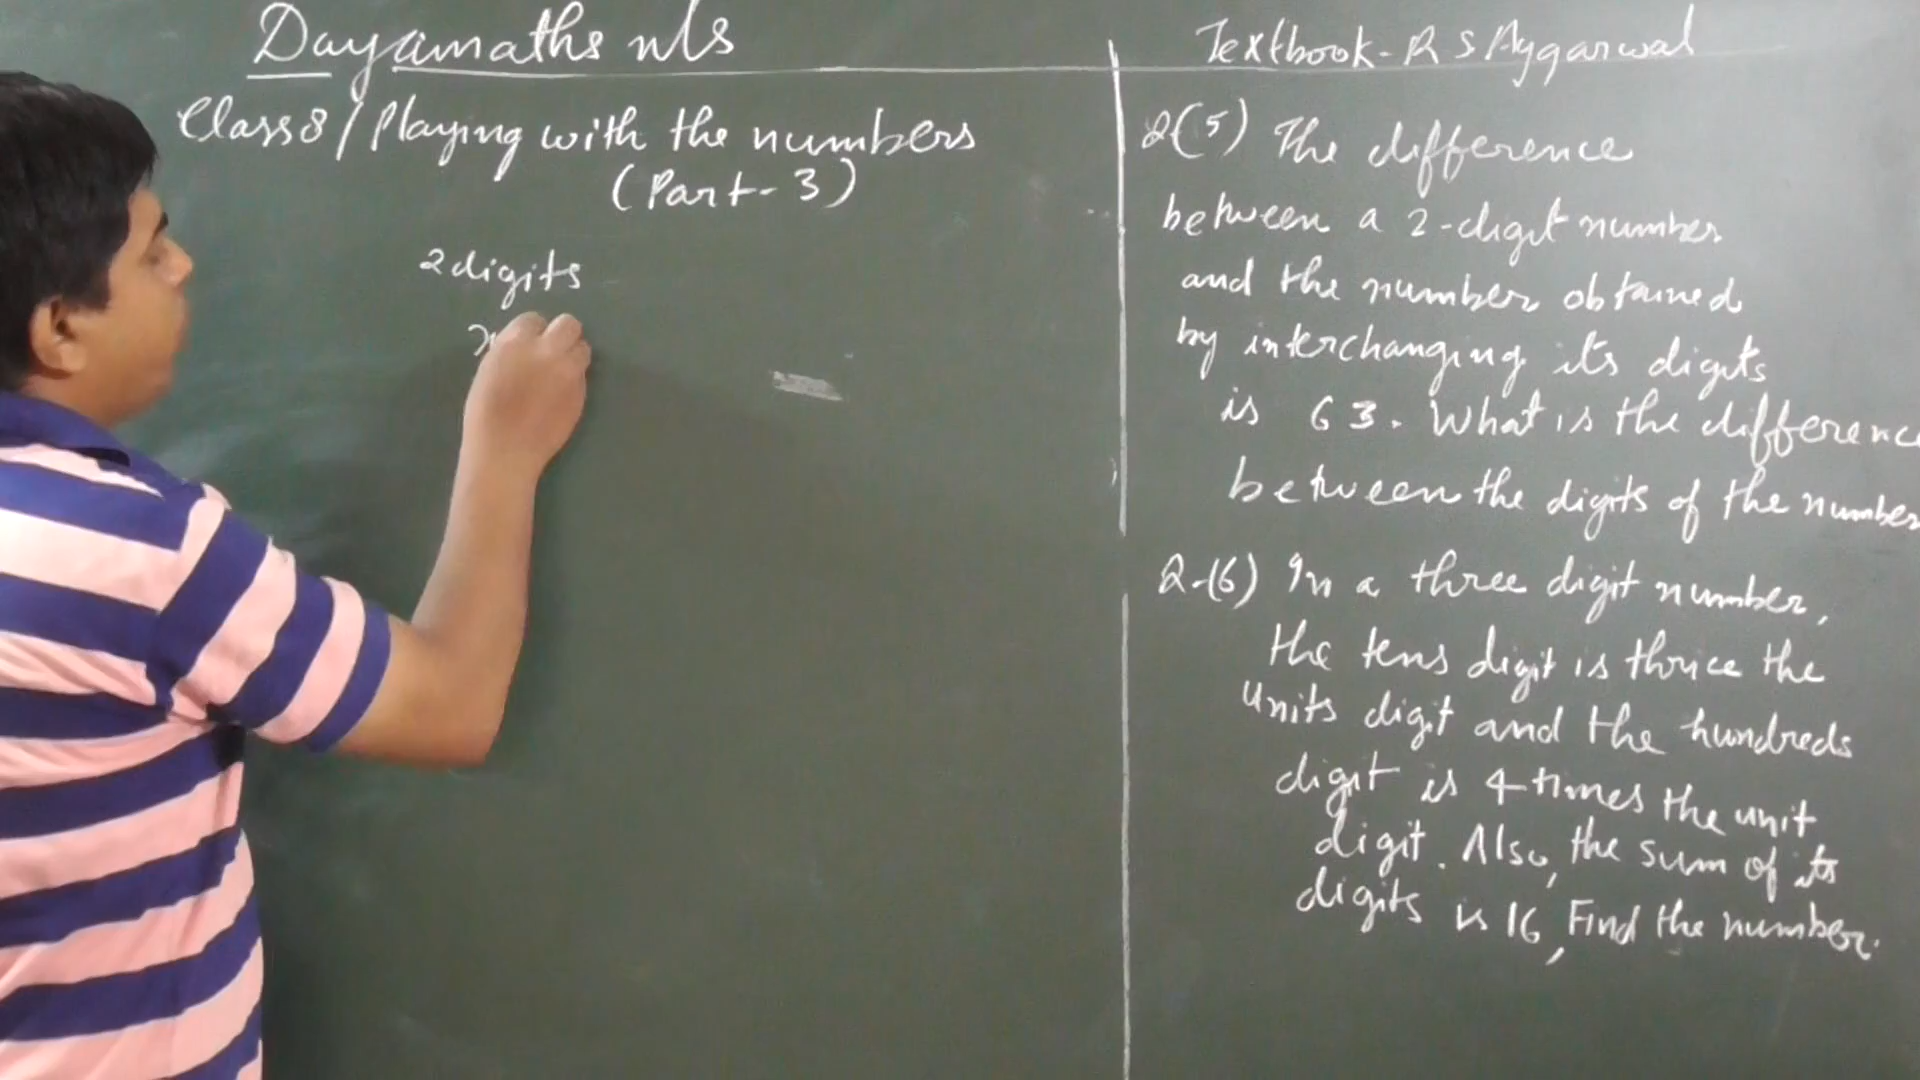 Dayamaths nls
Class 8 / Playing with the numbers
(Part-3)
2 digits
Textbook - R S Aggarwal
2(5) The difference
between a 2-digit number
and the number obtained
by interchanging its digits
is 63. What is the difference
between the digits of the number
Q-(6) In a three digit number,
the tens digit is thrice the
units digit and the hundreds
digit is 4 times the unit
digit. Also, the sum of its
digits is 16, Find the number.